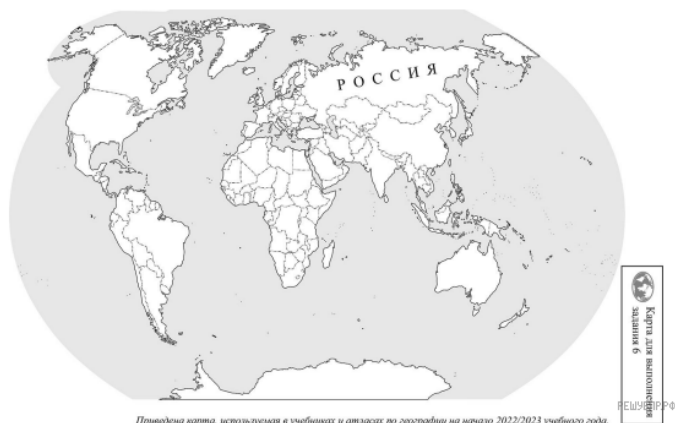 РОССИЯ
Карта для выполнения
задания 6
РЕШУВПР.РФ
Приведена карта, используемая в учебниках и атласах по географии на начало 2022/2023 учебного года.